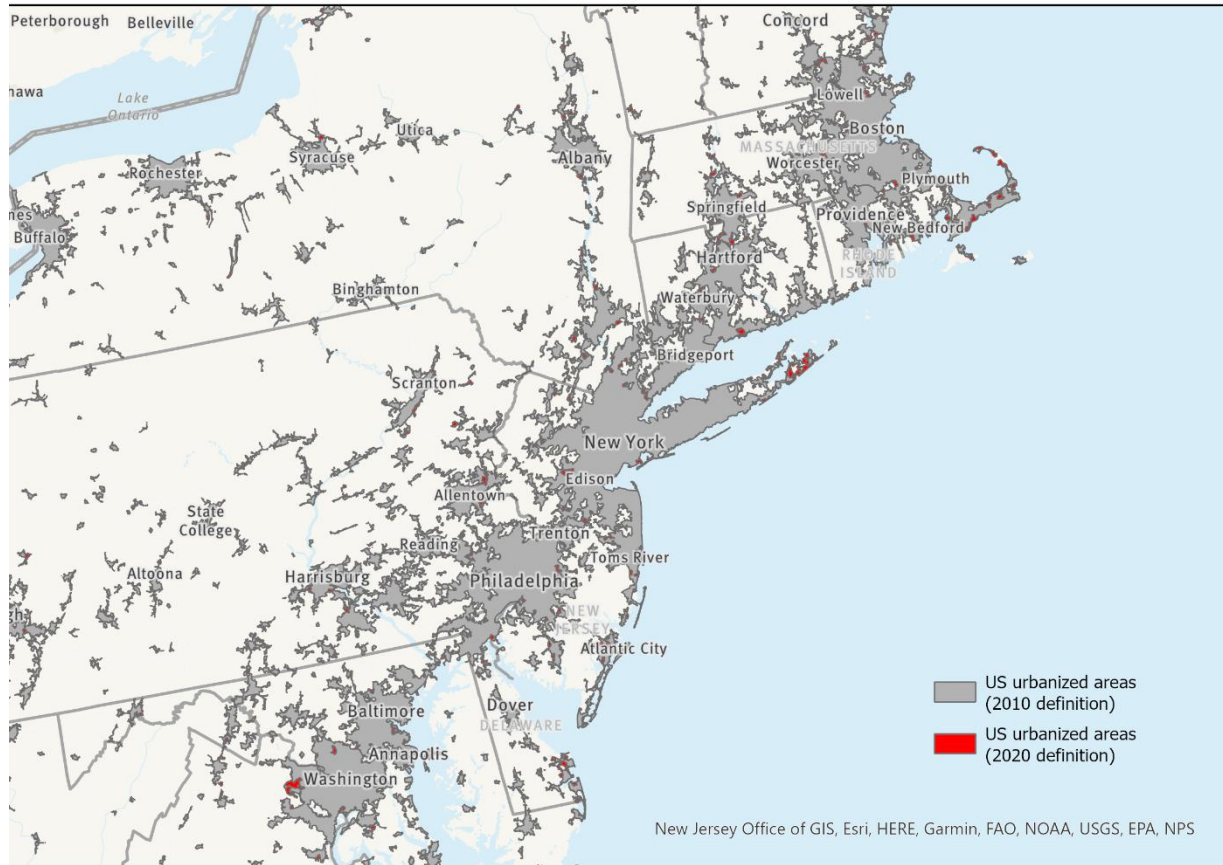 Peterborough
Belleville
Concord
hawa
Lake
Ontario
Lowell
Utica
Boston
Syracuse
Albany
MASSACHUSETTS
Rochester
Worcester
Plymouth
Springfield
nes
Providence
Buffalo
New Bedford
Hartford
RHODE
ISLAND
Binghamton
Waterbury
Bridgeport
Scranton
New York
Edison
Allentown
State
College
Trenton
Reading
Toms River
Altoona
Harrisburg
Philadelphia
gh
NEW
JERSEY
Atlantic City
US urbanized areas
(2010 definition)
Dover
Baltimore
DELAWARE
US urbanized areas
(2020 definition)
Annapolis
Washington
New Jersey Office of GIS, Esri, HERE, Garmin, FAO, NOAA, USGS, EPA, NPS